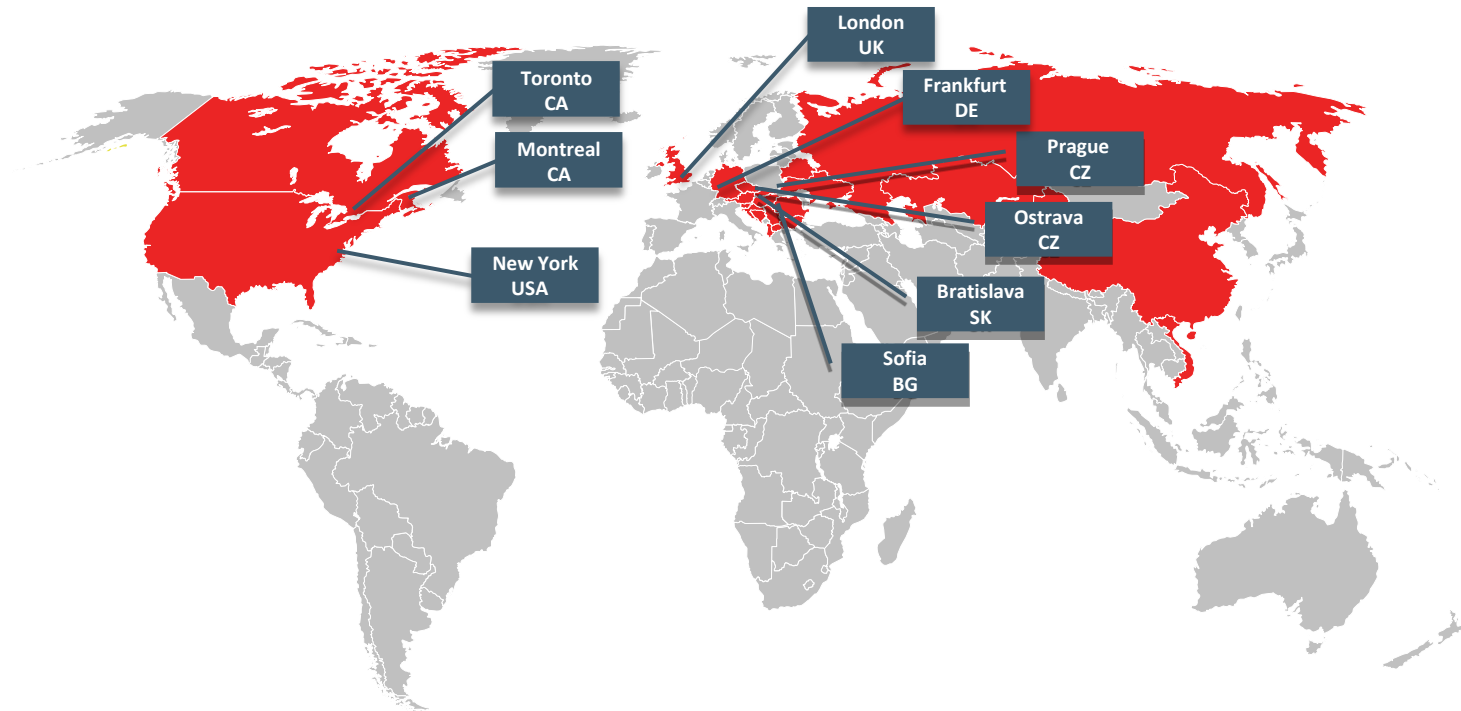 London
UK
Toronto
CA
Frankfurt
DE
Montreal
CA
Prague
CZ
Ostrava
CZ
New York
USA
Bratislava
SK
Sofia
BG